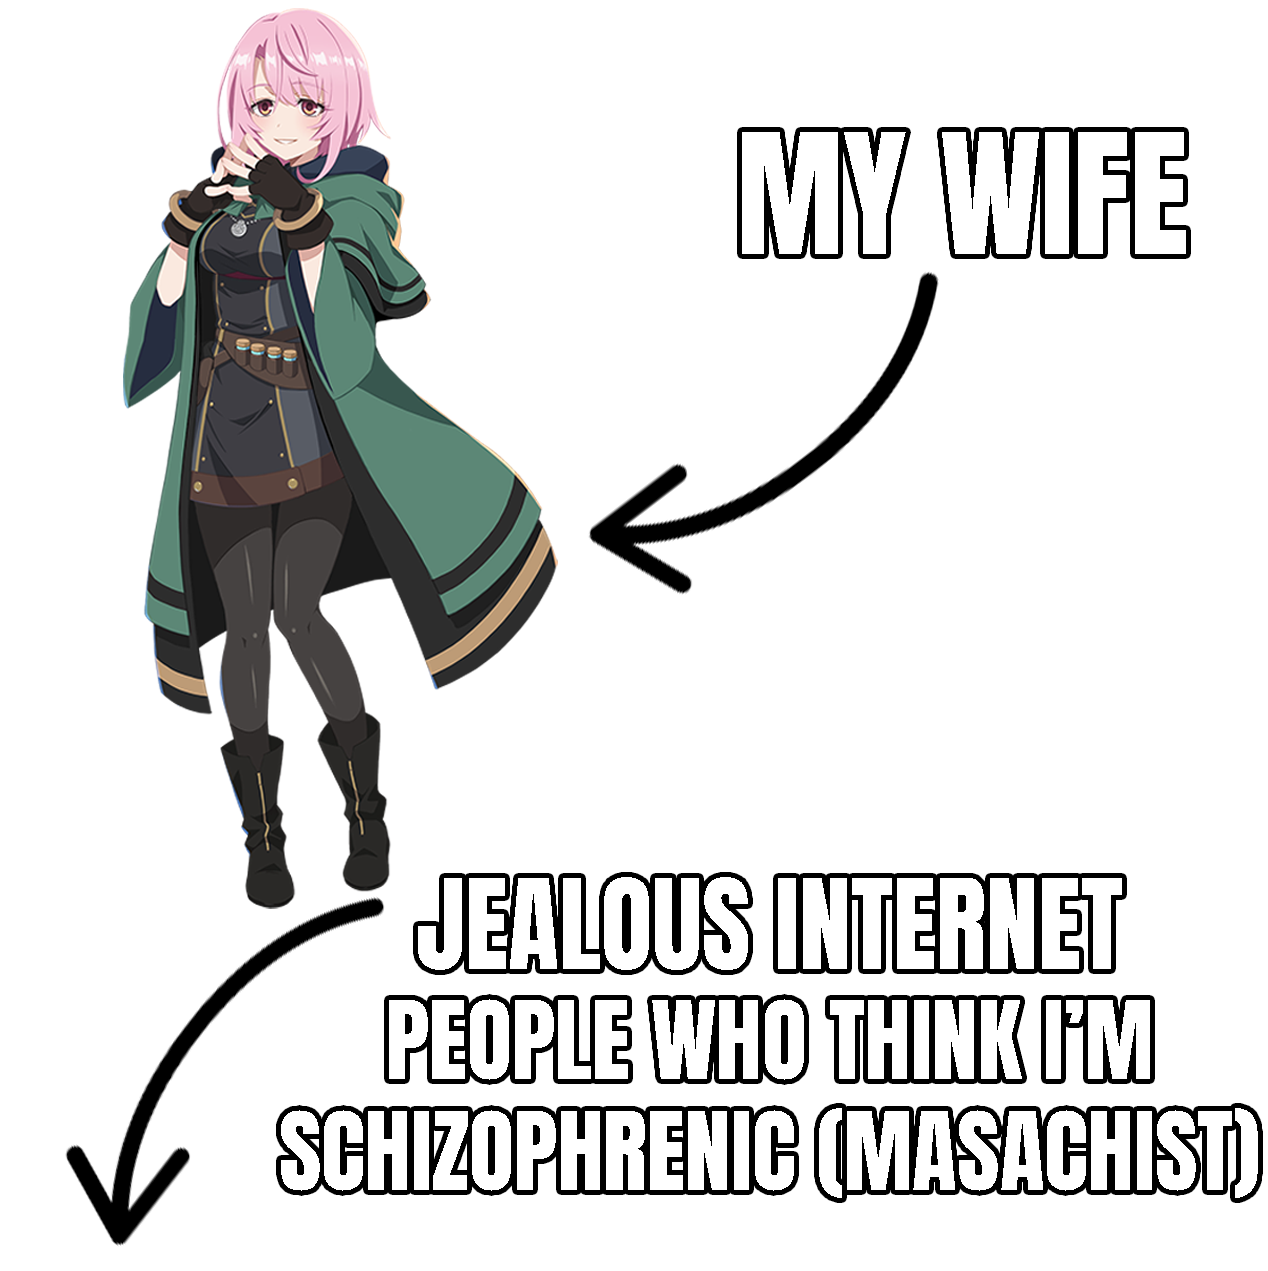 MY WIFE
JEALOUS INTERNET
PEOPLE WHO THINK I'M
SCHIZOPHRENIC (MASACHIST)